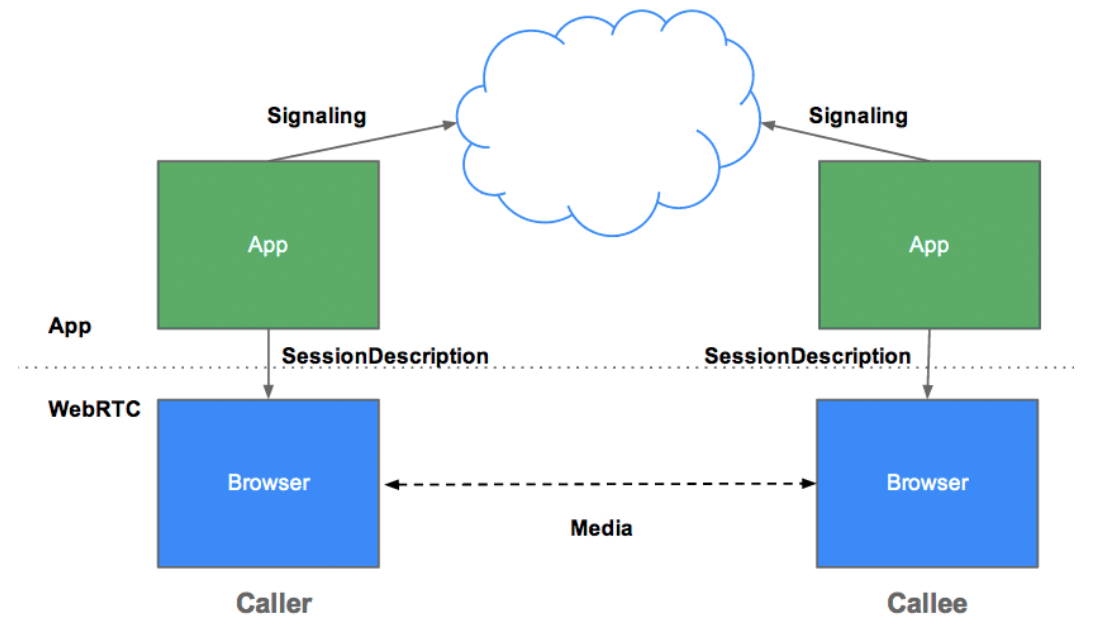 Signaling
Signaling
App
App
App
SessionDescription
SessionDescription
WebRTC
Browser
Browser
Media
Caller
Callee